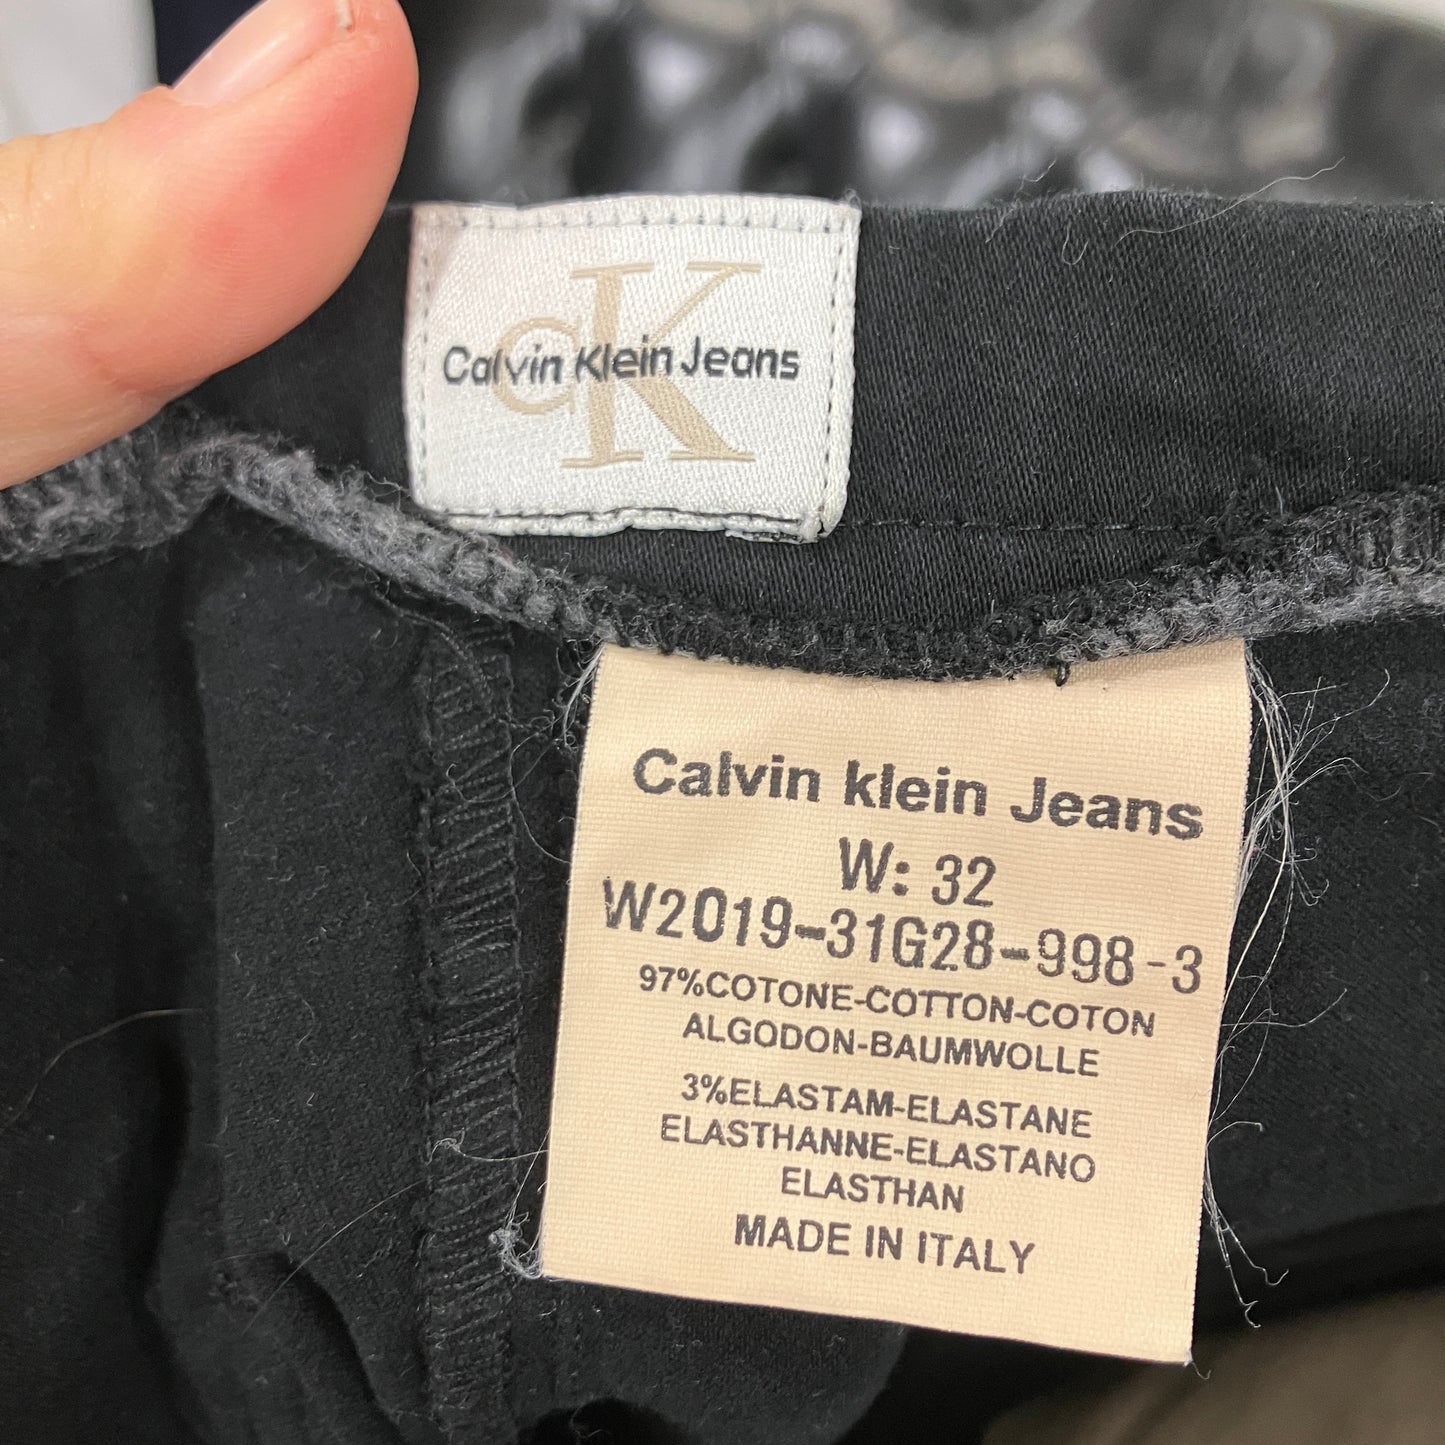 CK
Calvin Klein Jeans
Calvin klein Jeans
W: 32
W2019-31G28-998-3
97%COTONE-COTTON-COTON
ALGODON-BAUMWOLLE
3%ELASTAM-ELASTANE
ELASTHANNE-ELASTANO
ELASTHAN
MADE IN ITALY